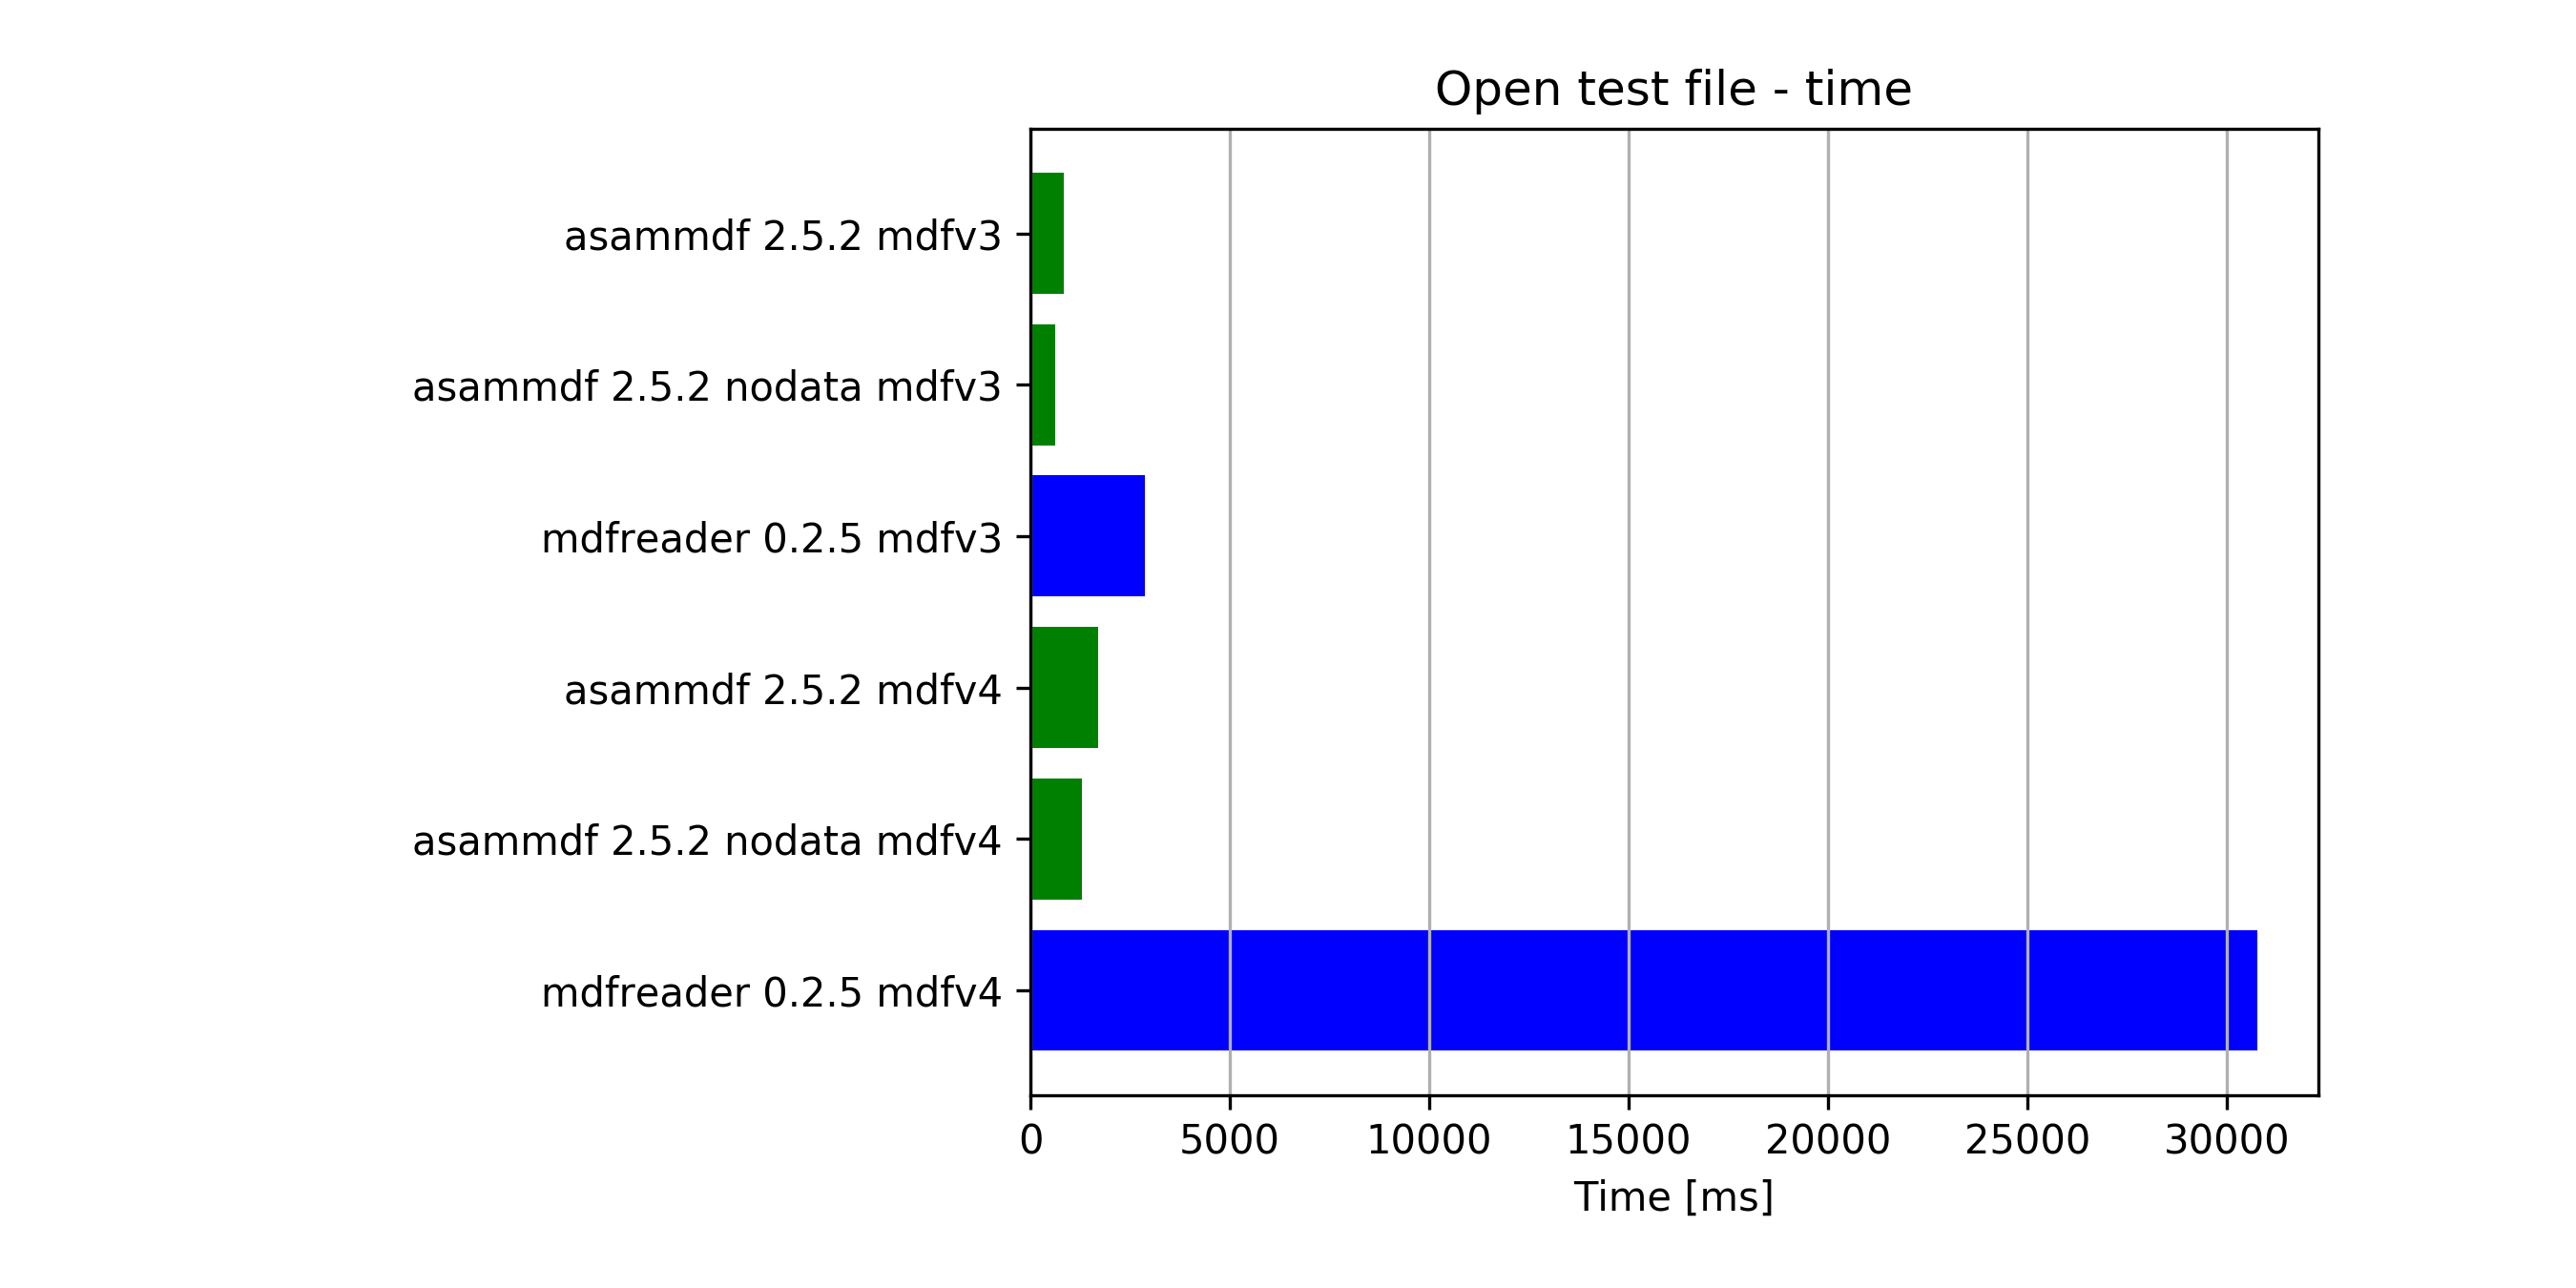 Open test file - time
asammdf 2.5.2 mdfv3
asammdf 2.5.2 nodata mdfv3
mdfreader 0.2.5 mdfv3
asammdf 2.5.2 mdfv4
asammdf 2.5.2 nodata mdfv4
mdfreader 0.2.5 mdfv4
0 5000 10000 15000 20000 25000 30000
Time [ms]